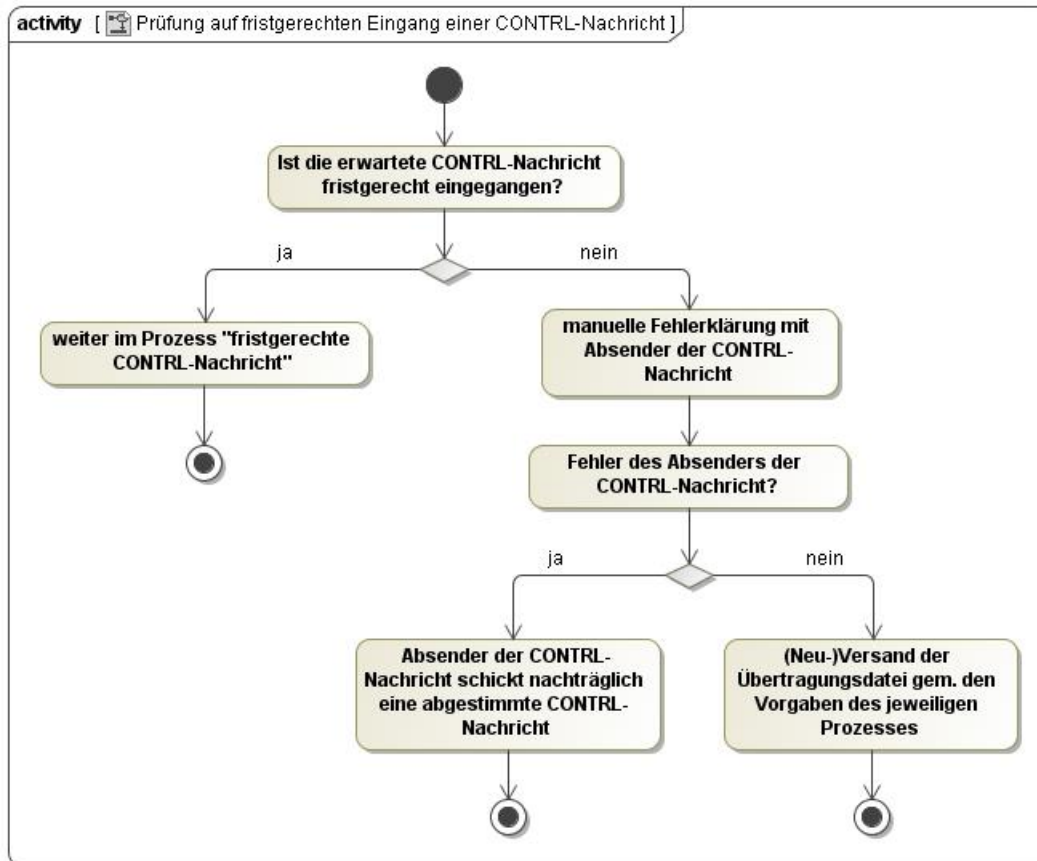 activity [ Prüfung auf fristgerechten Eingang einer CONTRL-Nachricht ]
Ist die erwartete CONTRL-Nachricht
fristgerecht eingegangen?
ja
nein
weiter im Prozess "fristgerechte
CONTRL-Nachricht"
manuelle Fehlerklärung mit
Absender der CONTRL-
Nachricht
Fehler des Absenders der
CONTRL-Nachricht?
ja
nein
Absender der CONTRL-
Nachricht schickt nachträglich
eine abgestimmte CONTRL-
Nachricht
(Neu-)Versand der
Übertragungsdatei gem. den
Vorgaben des jeweiligen
Prozesses